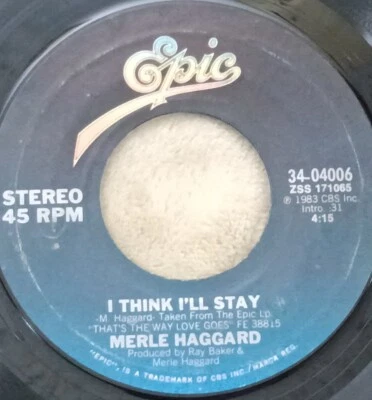 Epic
STEREO
45 RPM
34-04006
ZSS 171065
℗ 1983 CBS Inc.
Intro :31
4:15
I THINK I'LL STAY
-M. Haggard- Taken From The Epic Lp
"THAT'S THE WAY LOVE GOES" FE 38815
MERLE HAGGARD
Produced by Ray Baker &
Merle Haggard
"EPIC", IS A TRADEMARK OF CBS INC./MARCA REG.